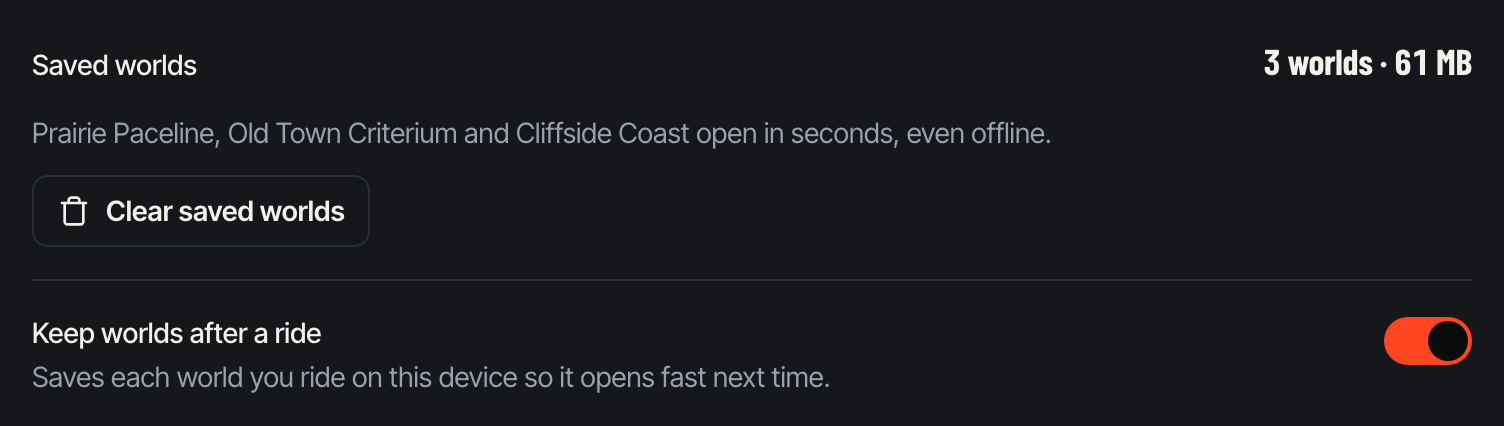 Saved worlds
3 worlds · 61 MB
Prairie Paceline, Old Town Criterium and Cliffside Coast open in seconds, even offline.
Clear saved worlds
Keep worlds after a ride
Saves each world you ride on this device so it opens fast next time.